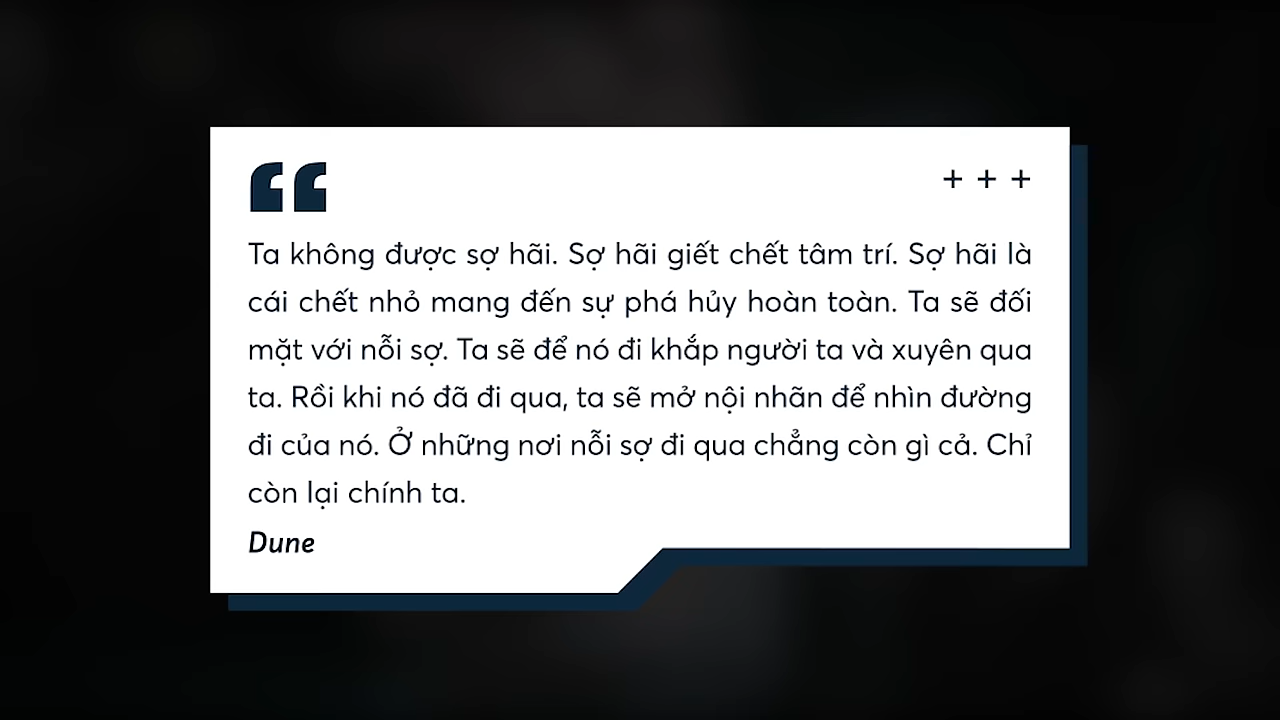 “
+ + +
Ta không được sợ hãi. Sợ hãi giết chết tâm trí. Sợ hãi là
cái chết nhỏ mang đến sự phá hủy hoàn toàn. Ta sẽ đối
mặt với nỗi sợ. Ta sẽ để nó đi khắp người ta và xuyên qua
ta. Rồi khi nó đã đi qua, ta sẽ mở nội nhãn để nhìn đường
đi của nó. Ở những nơi nỗi sợ đi qua chẳng còn gì cả. Chỉ
còn lại chính ta.
Dune